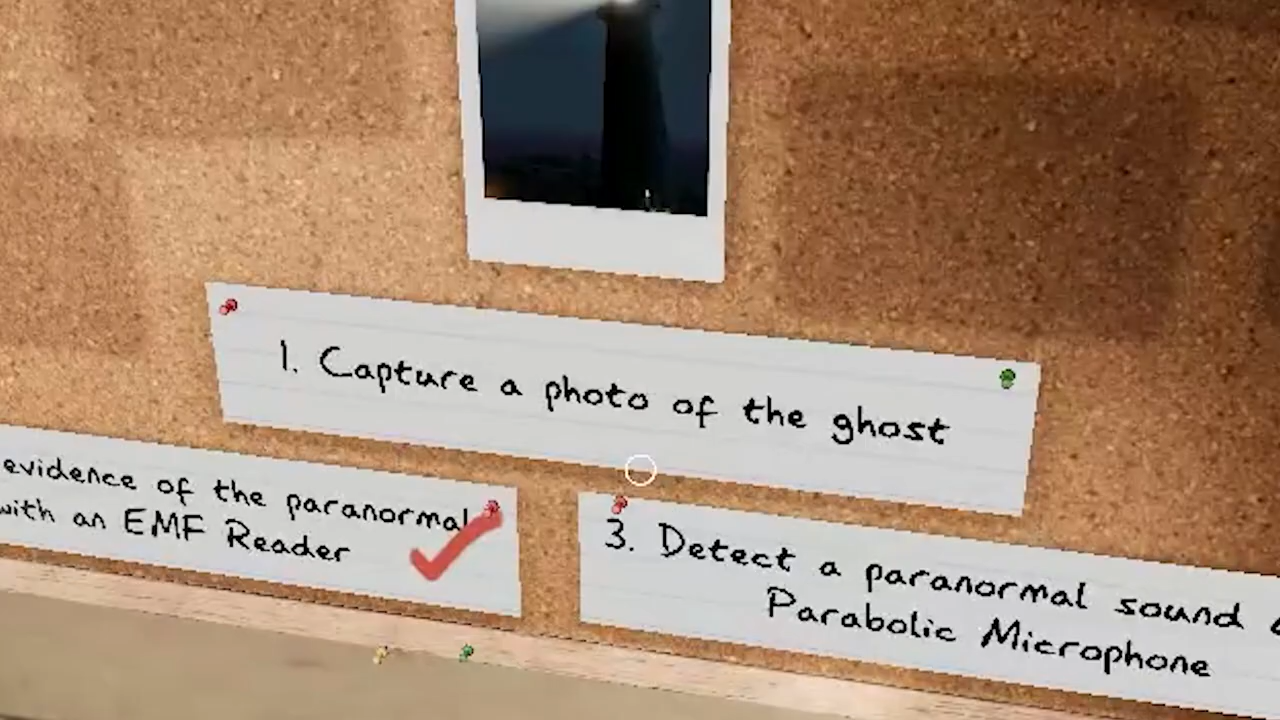 1. Capture a photo of the ghost
evidence of the paranormal
with an EMF Reader
3. Detect a paranormal sound
Parabolic Microphone